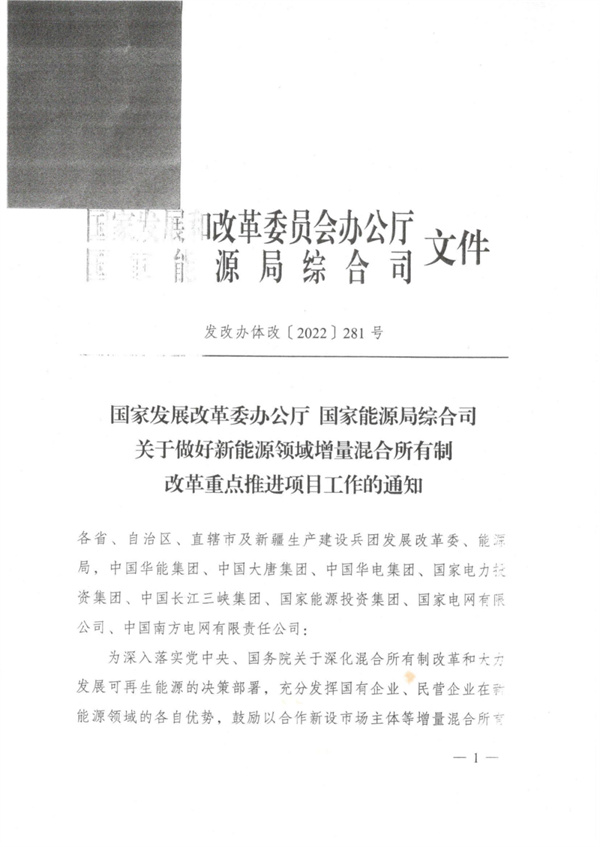 国家发展和改革委员会办公厅
国家能源局综合司
文件
发改办体改〔2022〕281号
国家发展改革委办公厅 国家能源局综合司
关于做好新能源领域增量混合所有制
改革重点推进项目工作的通知
各省、自治区、直辖市及新疆生产建设兵团发展改革委、能源
局，中国华能集团、中国大唐集团、中国华电集团、国家电力投
资集团、中国长江三峡集团、国家能源投资集团、国家电网有限
公司、中国南方电网有限责任公司：
为深入落实党中央、国务院关于深化混合所有制改革和大力
发展可再生能源的决策部署，充分发挥国有企业、民营企业在新
能源领域的各自优势，鼓励以合作新设市场主体等增量混合所有
— 1 —